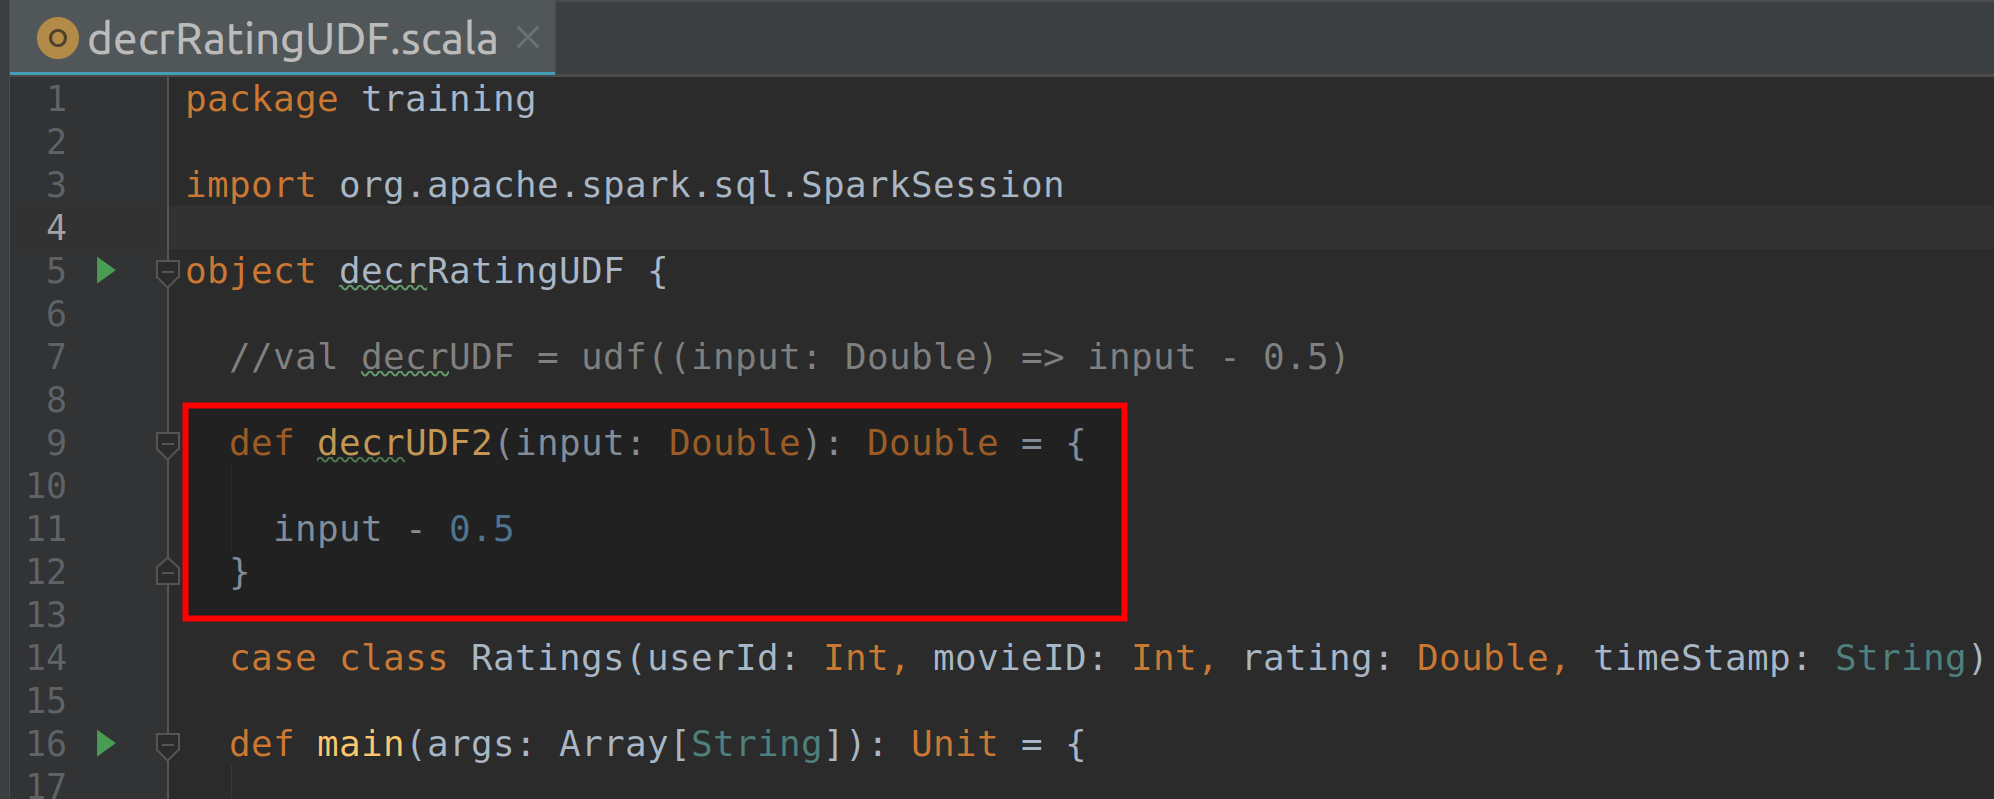 decrRatingUDF.scala
1 package training
2
3 import org.apache.spark.sql.SparkSession
4
5 object decrRatingUDF {
6
7 //val decrUDF = udf((input: Double) => input - 0.5)
8
9 def decrUDF2(input: Double): Double = {
10
11 input - 0.5
12 }
13
14 case class Ratings(userId: Int, movieID: Int, rating: Double, timeStamp: String)
15
16 def main(args: Array[String]): Unit = {
17